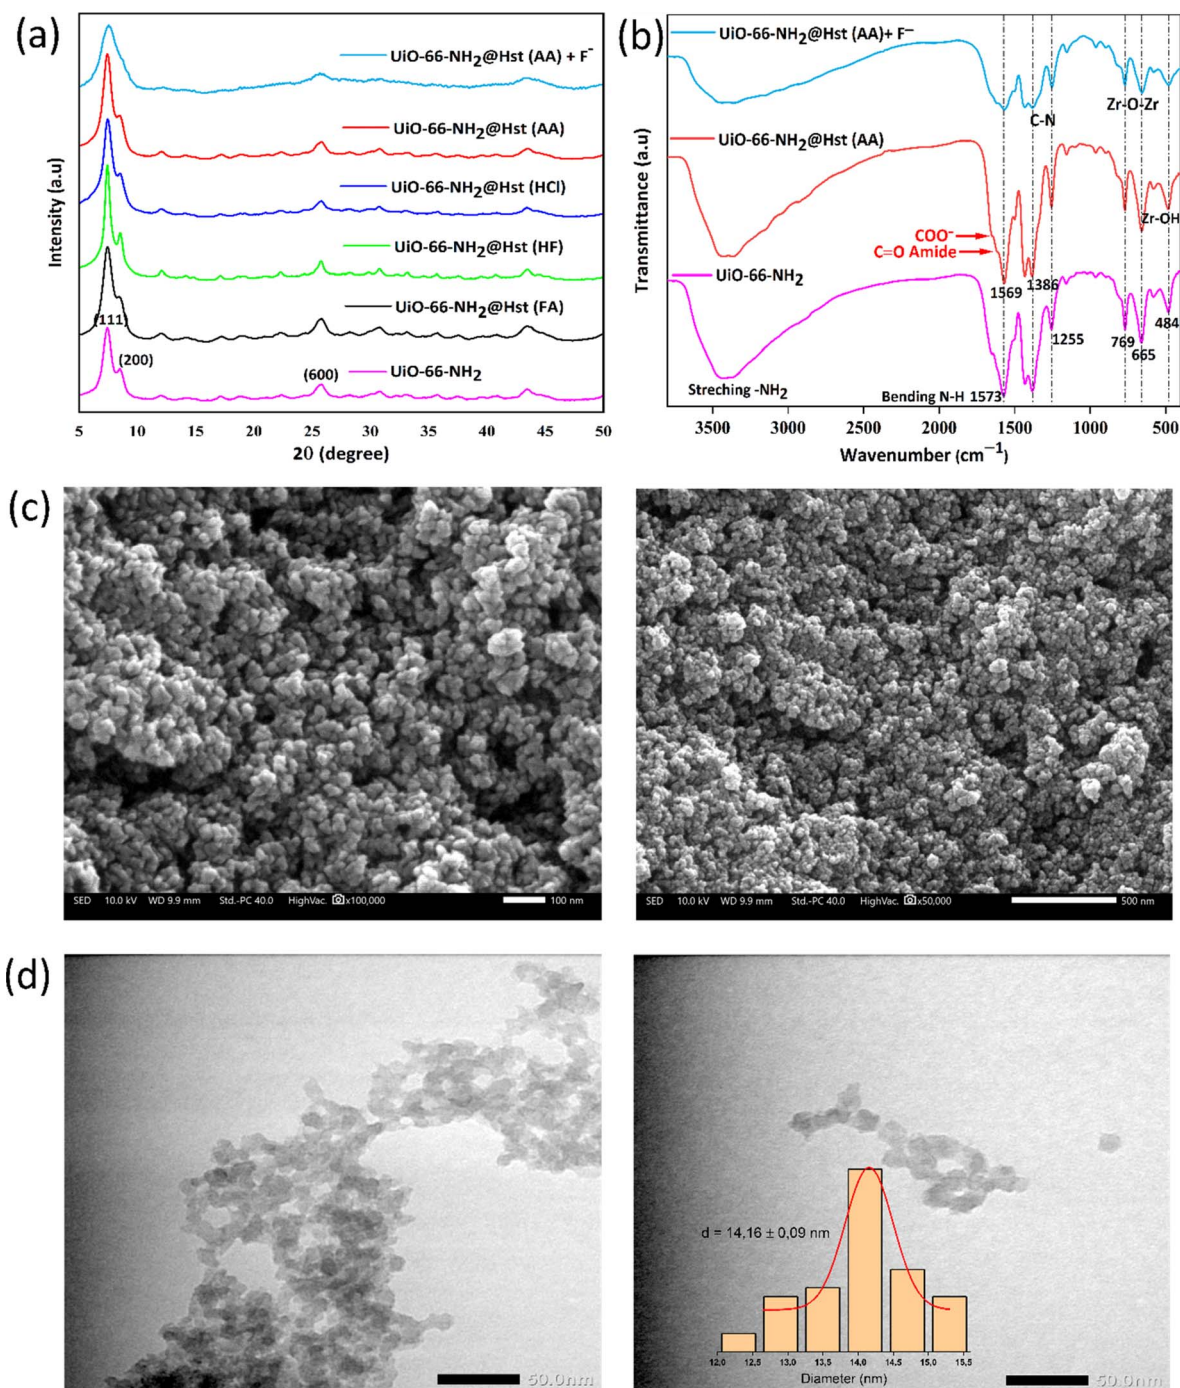 (a)
UiO-66-NH₂@Hst (AA) + F⁻
UiO-66-NH₂@Hst (AA)
UiO-66-NH₂@Hst (HCl)
UiO-66-NH₂@Hst (HF)
UiO-66-NH₂@Hst (FA)
(111)
(200)
(600)
UiO-66-NH₂
Intensity (a.u)
5 10 15 20 25 30 35 40 45 50
2θ (degree)
(b)
UiO-66-NH₂@Hst (AA)+ F⁻
Zr-O-Zr
C-N
UiO-66-NH₂@Hst (AA)
Zr-OH
COO⁻
C=O Amide
UiO-66-NH₂
1569 1386
1255 769 665 484
Streching -NH₂
Bending N-H 1573
Transmittance (a.u)
3500 3000 2500 2000 1500 1000 500
Wavenumber (cm⁻¹)
(c)
SED 10.0 kV WD 9.9 mm Std.-PC 40.0 HighVac. x100,000 100 nm
SED 10.0 kV WD 9.9 mm Std.-PC 40.0 HighVac. x50,000 500 nm
(d)
50.0nm
d = 14,16 ± 0,09 nm
12,0 12,5 13,0 13,5 14,0 14,5 15,0 15,5
Diameter (nm)
50.0nm